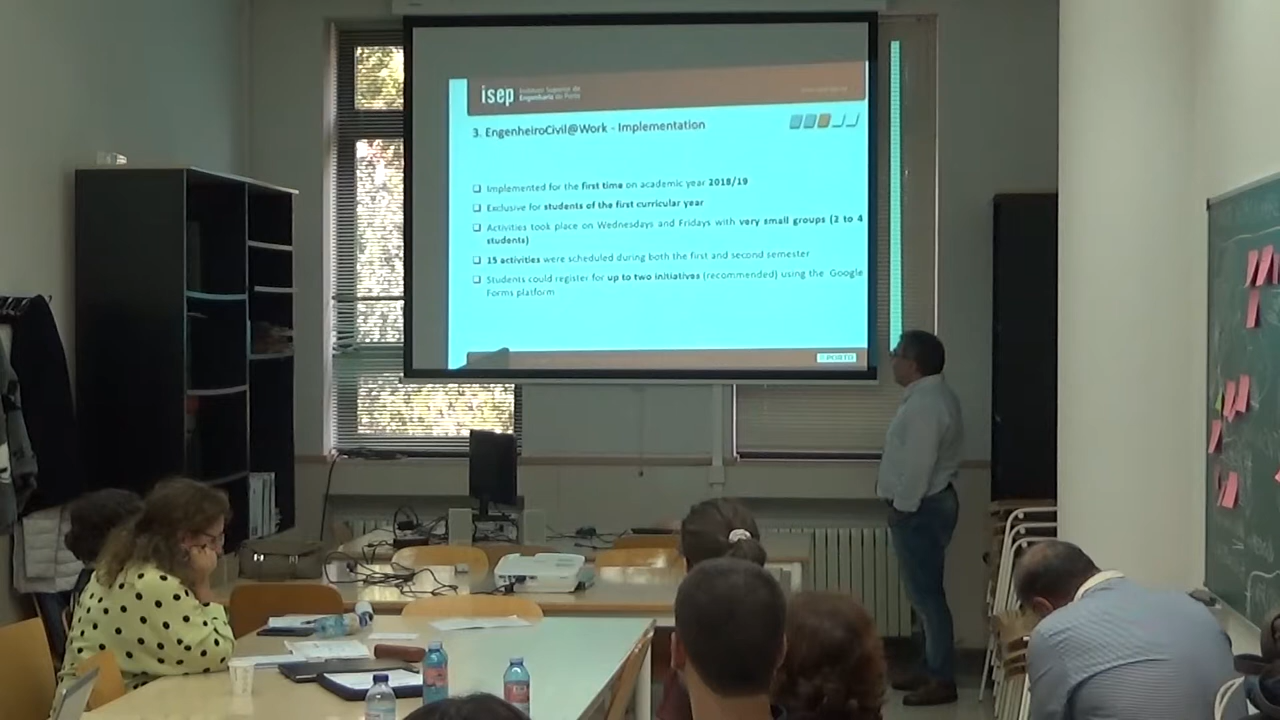 isep Instituto Superior de
Engenharia do Porto
3. EngenheiroCivil@Work - Implementation
❑ Implemented for the first time on academic year 2018/19
❑ Exclusive for students of the first curricular year
❑ Activities took place on Wednesdays and Fridays with very small groups (2 to 4
students)
❑ 15 activities were scheduled during both the first and second semester
❑ Students could register for up to two initiatives (recommended) using the Google
Forms platform
PORTO